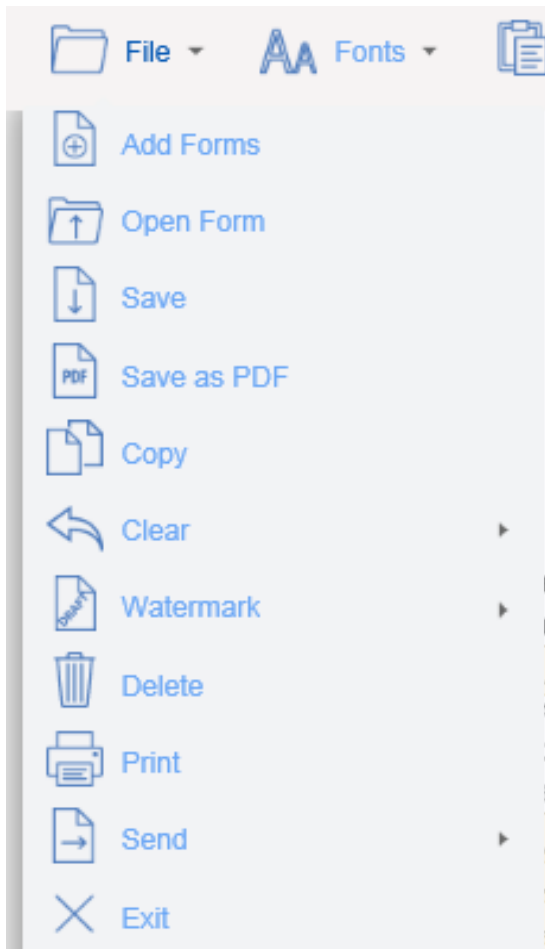 File Fonts
Add Forms
Open Form
Save
PDF Save as PDF
Copy
Clear
DRAFT Watermark
Delete
Print
Send
Exit